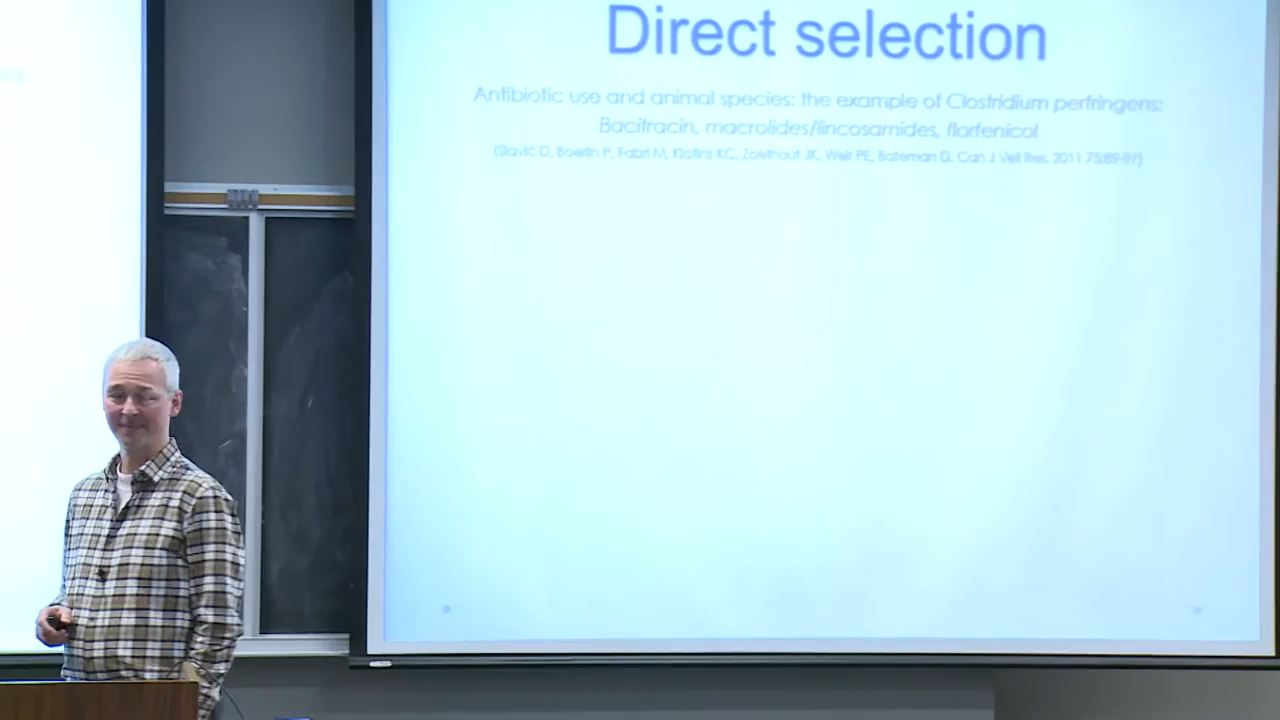 Direct selection
Antibiotic use and animal species: the example of Clostridium perfringens:
Bacitracin, macrolides/lincosamides, florfenicol
(Slavić D, Boerlin P, Fabri M, Klotins KC, Zoethout JK, Weir PE, Bateman D. Can J Vet Res. 2011 75:89-97)